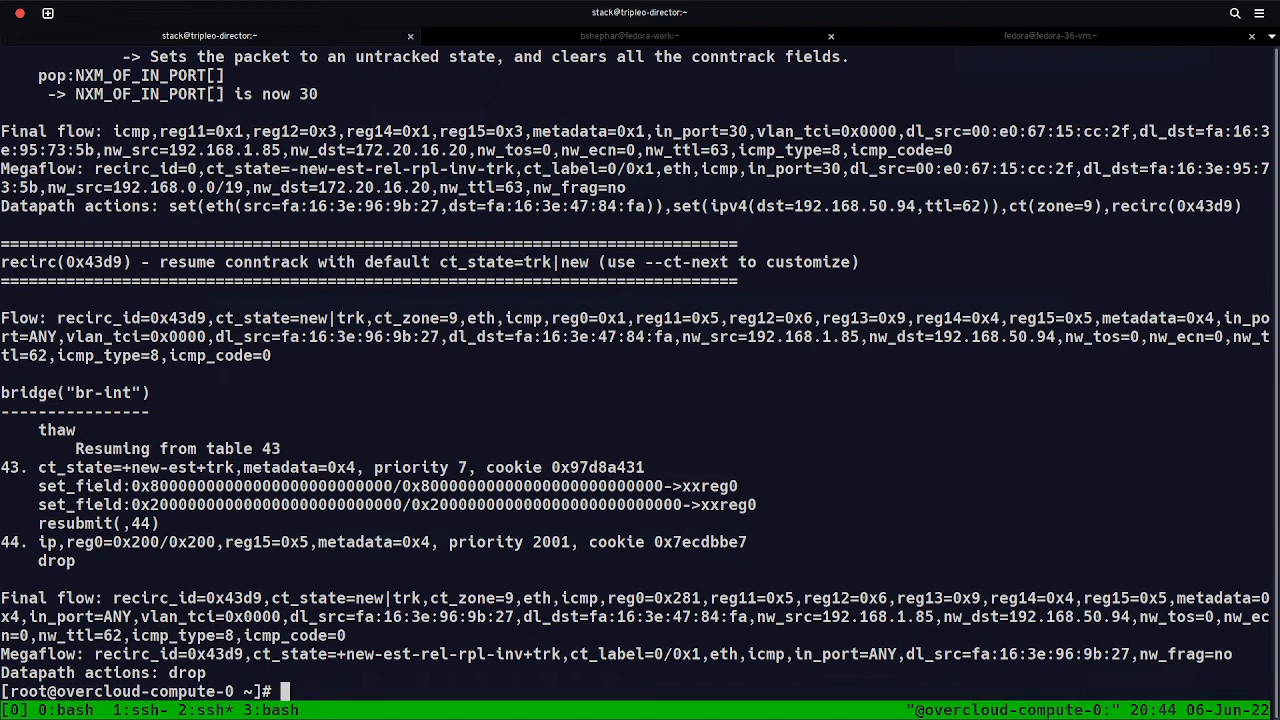 stack@tripleo-director:~
stack@tripleo-director:~
bshephar@fedora-work:~
fedora@fedora-36-vm:~
-> Sets the packet to an untracked state, and clears all the conntrack fields.
pop:NXM_OF_IN_PORT[]
-> NXM_OF_IN_PORT[] is now 30
Final flow: icmp,reg11=0x1,reg12=0x3,reg14=0x1,reg15=0x3,metadata=0x1,in_port=30,vlan_tci=0x0000,dl_src=00:e0:67:15:cc:2f,dl_dst=fa:16:3
e:95:73:5b,nw_src=192.168.1.85,nw_dst=172.20.16.20,nw_tos=0,nw_ecn=0,nw_ttl=63,icmp_type=8,icmp_code=0
Megaflow: recirc_id=0,ct_state=-new-est-rel-rpl-inv-trk,ct_label=0/0x1,eth,icmp,in_port=30,dl_src=00:e0:67:15:cc:2f,dl_dst=fa:16:3e:95:7
3:5b,nw_src=192.168.0.0/19,nw_dst=172.20.16.20,nw_ttl=63,nw_frag=no
Datapath actions: set(eth(src=fa:16:3e:96:9b:27,dst=fa:16:3e:47:84:fa)),set(ipv4(dst=192.168.50.94,ttl=62)),ct(zone=9),recirc(0x43d9)
===============================================================================
recirc(0x43d9) - resume conntrack with default ct_state=trk|new (use --ct-next to customize)
===============================================================================
Flow: recirc_id=0x43d9,ct_state=new|trk,ct_zone=9,eth,icmp,reg0=0x1,reg11=0x5,reg12=0x6,reg13=0x9,reg14=0x4,reg15=0x5,metadata=0x4,in_po
rt=ANY,vlan_tci=0x0000,dl_src=fa:16:3e:96:9b:27,dl_dst=fa:16:3e:47:84:fa,nw_src=192.168.1.85,nw_dst=192.168.50.94,nw_tos=0,nw_ecn=0,nw_t
tl=62,icmp_type=8,icmp_code=0
bridge("br-int")
----------------
thaw
Resuming from table 43
43. ct_state=+new-est+trk,metadata=0x4, priority 7, cookie 0x97d8a431
set_field:0x80000000000000000000000000/0x80000000000000000000000000->xxreg0
set_field:0x200000000000000000000000000/0x200000000000000000000000000->xxreg0
resubmit(,44)
44. ip,reg0=0x200/0x200,reg15=0x5,metadata=0x4, priority 2001, cookie 0x7ecdbbe7
drop
Final flow: recirc_id=0x43d9,ct_state=new|trk,ct_zone=9,eth,icmp,reg0=0x281,reg11=0x5,reg12=0x6,reg13=0x9,reg14=0x4,reg15=0x5,metadata=0
x4,in_port=ANY,vlan_tci=0x0000,dl_src=fa:16:3e:96:9b:27,dl_dst=fa:16:3e:47:84:fa,nw_src=192.168.1.85,nw_dst=192.168.50.94,nw_tos=0,nw_ec
n=0,nw_ttl=62,icmp_type=8,icmp_code=0
Megaflow: recirc_id=0x43d9,ct_state=+new-est-rel-rpl-inv+trk,ct_label=0/0x1,eth,icmp,in_port=ANY,dl_src=fa:16:3e:96:9b:27,nw_frag=no
Datapath actions: drop
[root@overcloud-compute-0 ~]#
[0] 0:bash  1:ssh- 2:ssh* 3:bash "@overcloud-compute-0:" 20:44 06-Jun-22